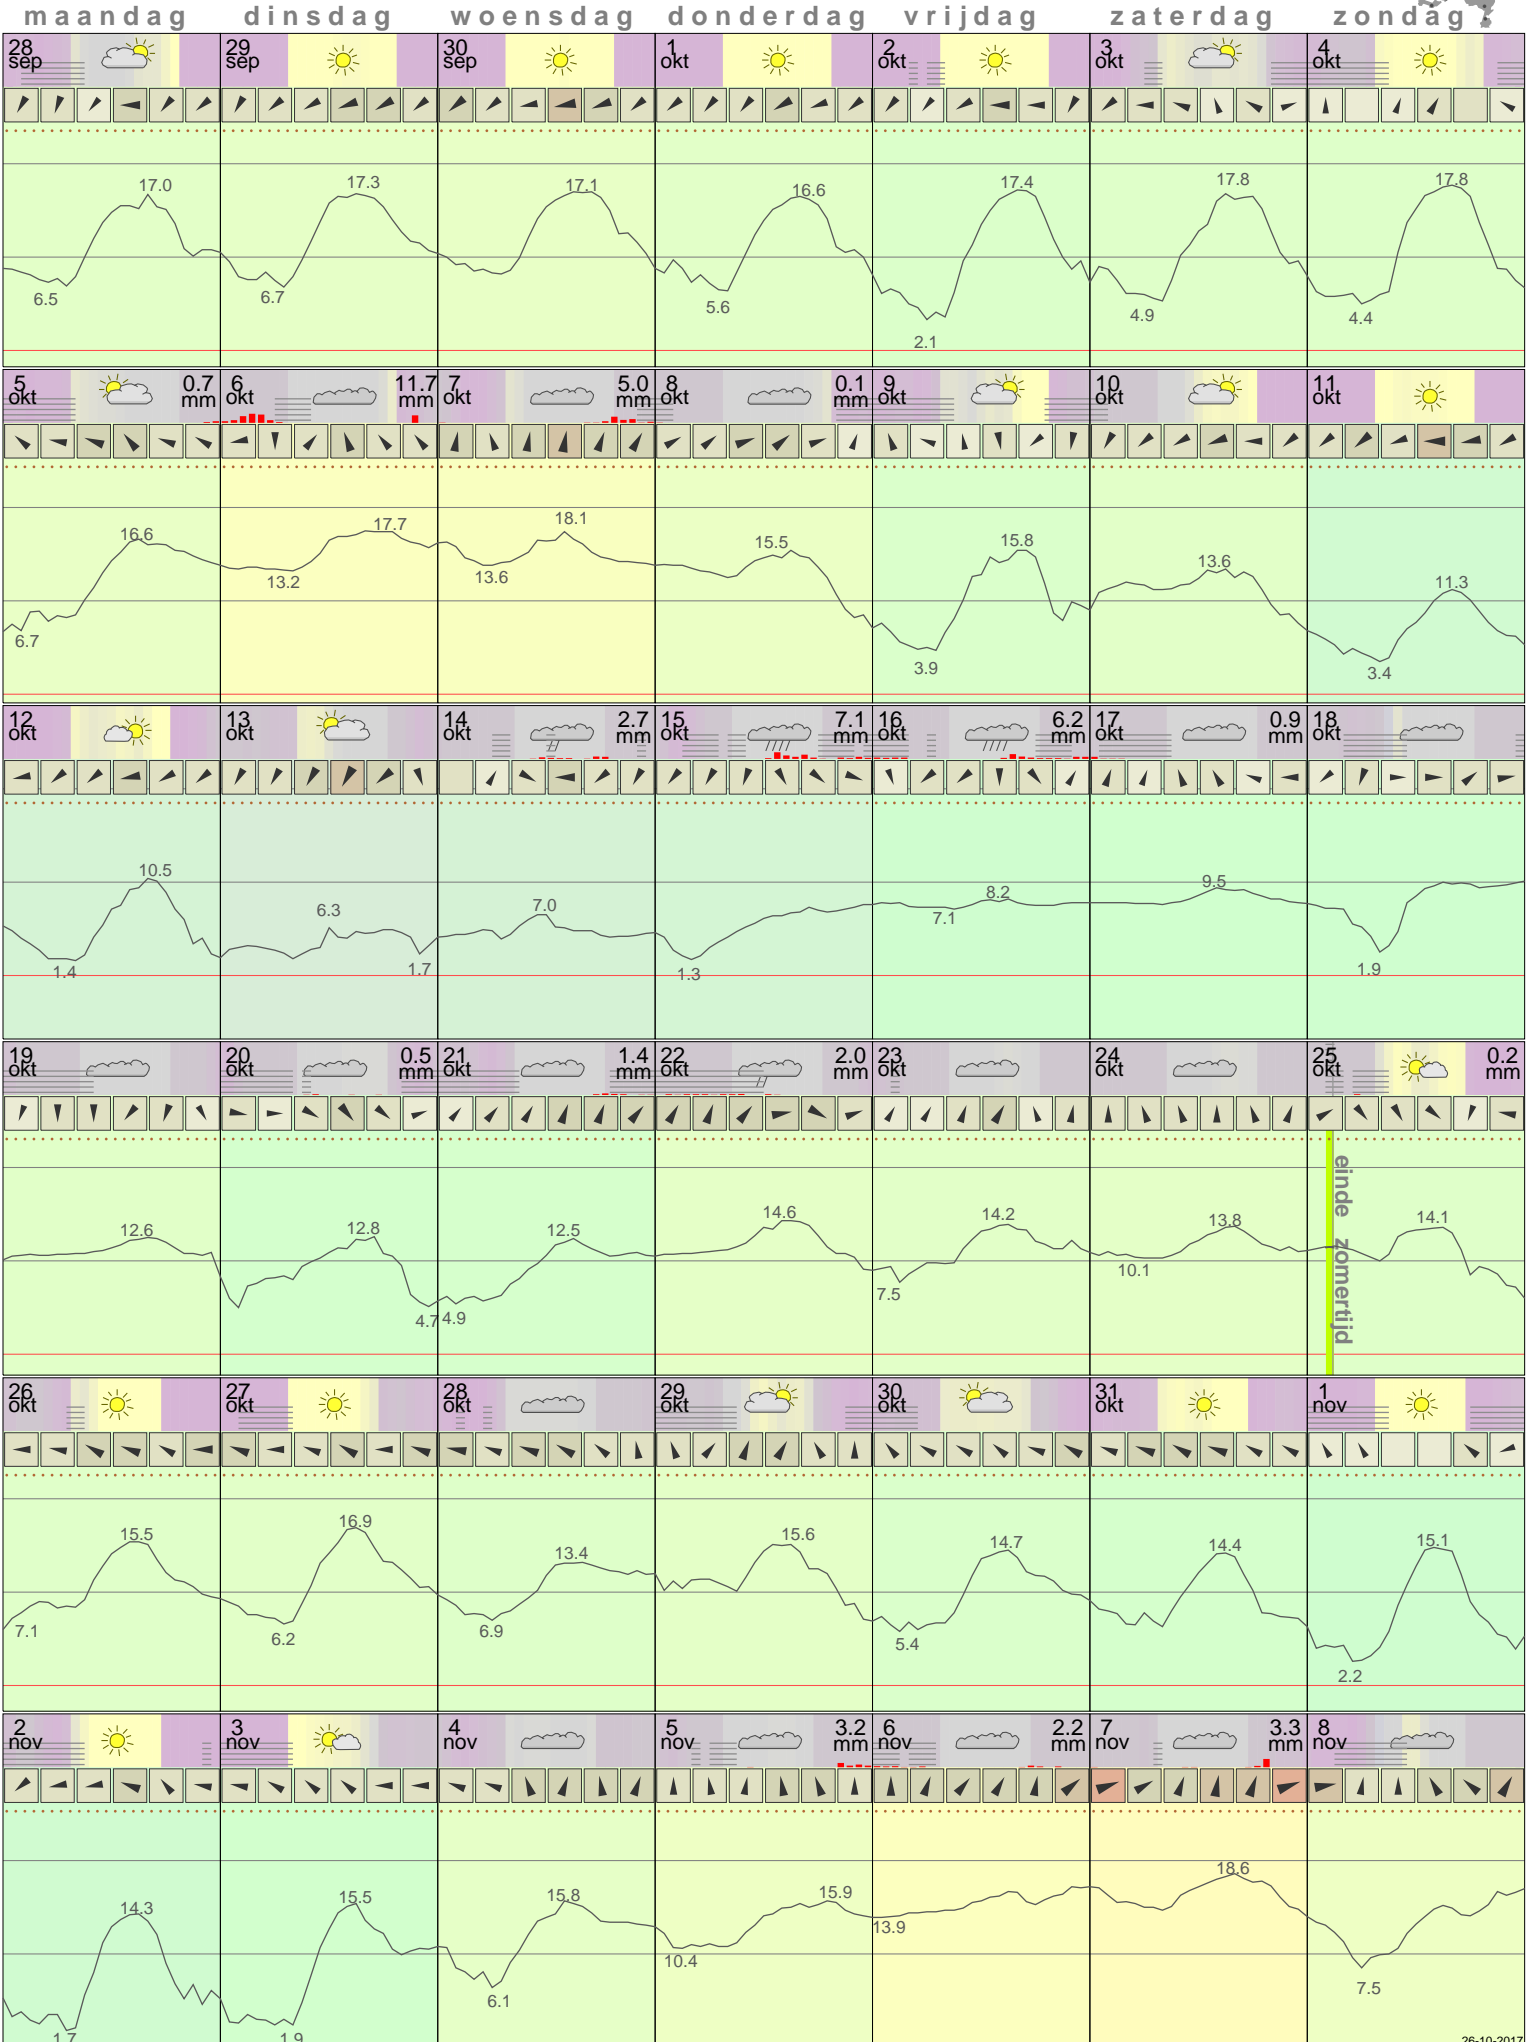 maandag dinsdag woensdag donderdag vrijdag zaterdag zondag
28 29 30 1 2 3 4
sep sep sep okt okt okt okt
17.0 17.3 17.1 16.6 17.4 17.8 17.8
6.5 6.7 5.6 2.1 4.9 4.4
5 0.7 6 11.7 7 5.0 8 0.1 9 10 11
okt mm okt mm okt mm okt mm okt okt okt
16.6 17.7 18.1 15.5 15.8 13.6 11.3
6.7 13.2 13.6 3.9 3.4
12 13 14 2.7 15 7.1 16 6.2 17 0.9 18
okt okt okt mm okt mm okt mm okt mm okt
10.5 6.3 7.0 8.2 9.5
1.4 1.7 1.3 7.1 1.9
19 20 0.5 21 1.4 22 2.0 23 24 25 0.2
okt okt mm okt mm okt mm okt okt okt mm
einde zomertijd
12.6 12.8 12.5 14.6 14.2 13.8 14.1
4.7 4.9 7.5 10.1
26 27 28 29 30 31 1
okt okt okt okt okt okt nov
15.5 16.9 13.4 15.6 14.7 14.4 15.1
7.1 6.2 6.9 5.4 2.2
2 3 4 5 3.2 6 2.2 7 3.3 8
nov nov nov nov mm nov mm nov mm nov
14.3 15.5 15.8 15.9 18.6
1.7 1.9 6.1 10.4 13.9 7.5
26-10-2017